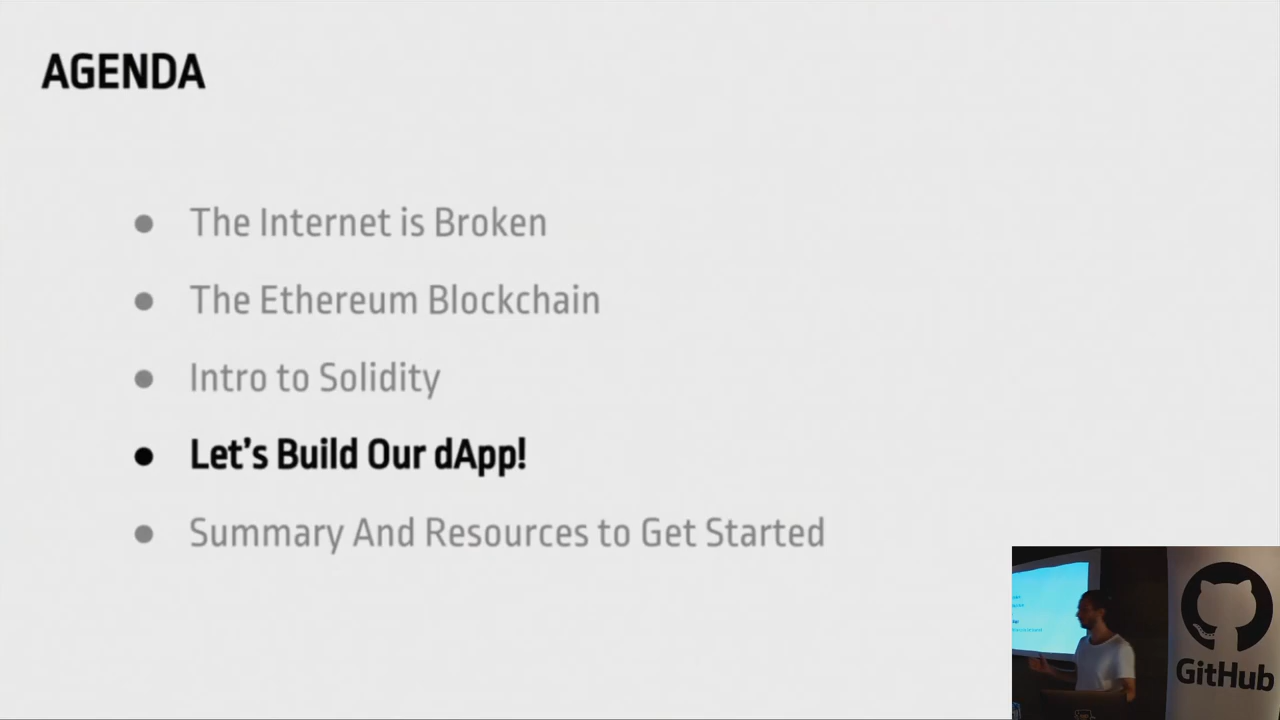 AGENDA
● The Internet is Broken
● The Ethereum Blockchain
● Intro to Solidity
● Let's Build Our dApp!
● Summary And Resources to Get Started
GitHub